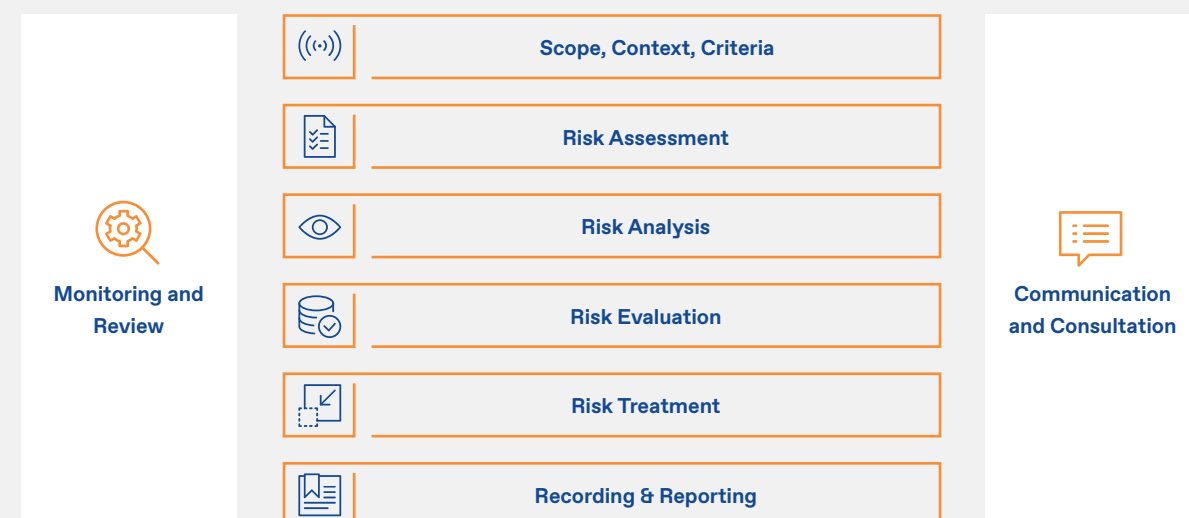 Scope, Context, Criteria
Risk Assessment
Risk Analysis
Risk Evaluation
Risk Treatment
Recording & Reporting
Monitoring and
Review
Communication
and Consultation